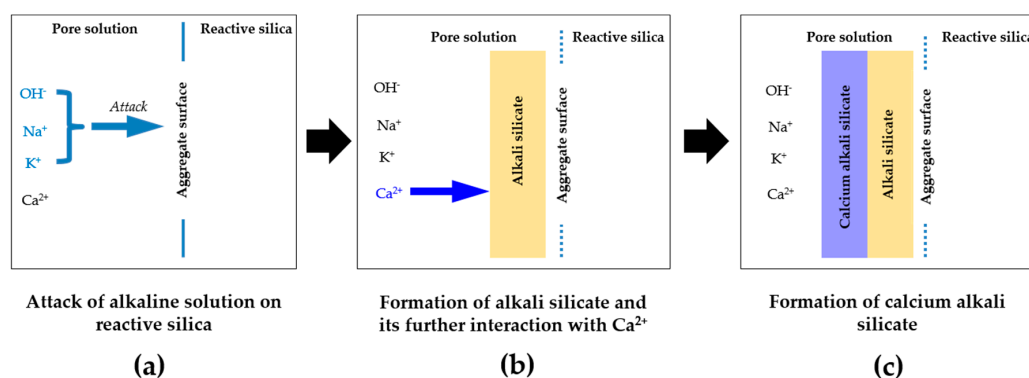 Pore solution
Reactive silica
OH⁻
Na⁺
K⁺
Ca²⁺
Attack
Aggregate surface
Attack of alkaline solution on
reactive silica
(a)
Pore solution
Reactive silica
OH⁻
Na⁺
K⁺
Ca²⁺
Alkali silicate
Aggregate surface
Formation of alkali silicate and
its further interaction with Ca²⁺
(b)
Pore solution
Reactive silica
OH⁻
Na⁺
K⁺
Ca²⁺
Calcium alkali silicate
Alkali silicate
Aggregate surface
Formation of calcium alkali
silicate
(c)